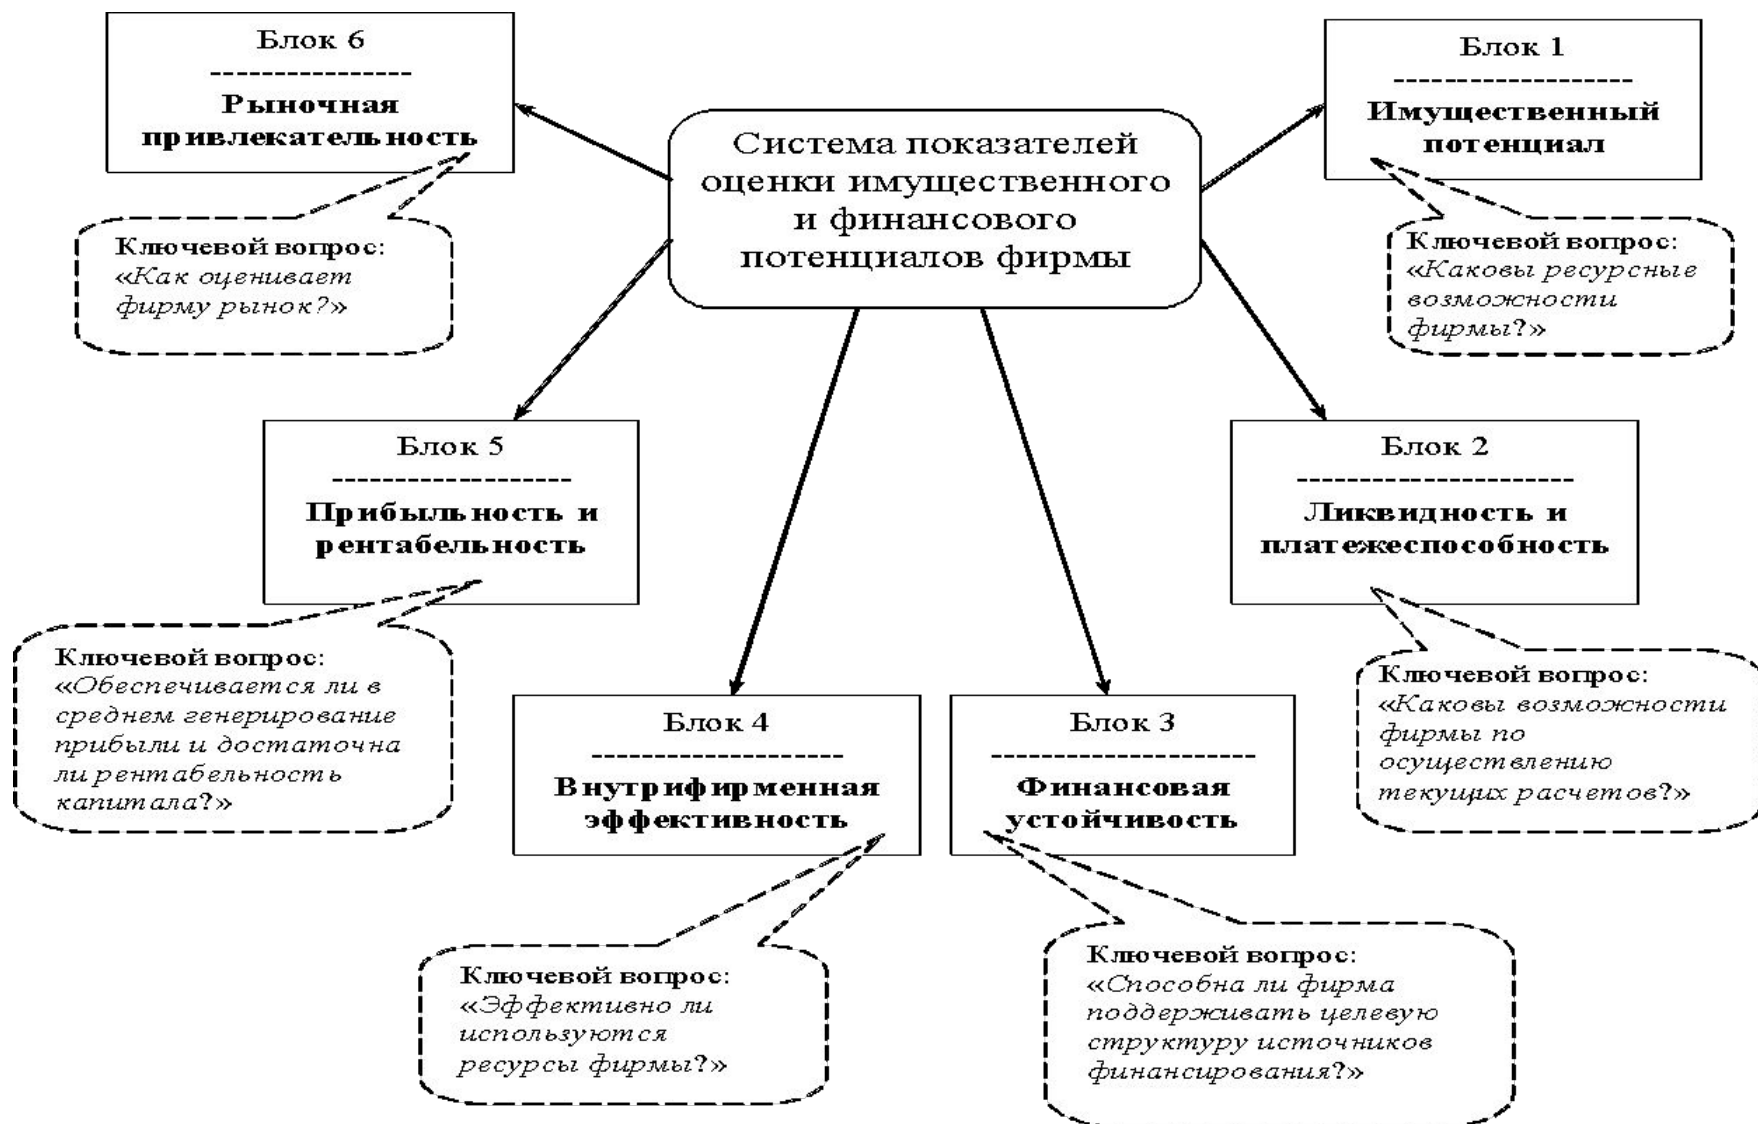 Система показателей
оценки имущественного
и финансового
потенциалов фирмы
Блок 1
Имущественный
потенциал
Ключевой вопрос:
«Каковы ресурсные
возможности
фирмы?»
Блок 2
Ликвидность и
платежеспособность
Ключевой вопрос:
«Каковы возможности
фирмы по
осуществлению
текущих расчетов?»
Блок 3
Финансовая
устойчивость
Ключевой вопрос:
«Способна ли фирма
поддерживать целевую
структуру источников
финансирования?»
Блок 4
Внутрифирменная
эффективность
Ключевой вопрос:
«Эффективно ли
используются
ресурсы фирмы?»
Блок 5
Прибыльность и
рентабельность
Ключевой вопрос:
«Обеспечивается ли в
среднем генерирование
прибыли и достаточна
ли рентабельность
капитала?»
Блок 6
Рыночная
привлекательность
Ключевой вопрос:
«Как оценивает
фирму рынок?»